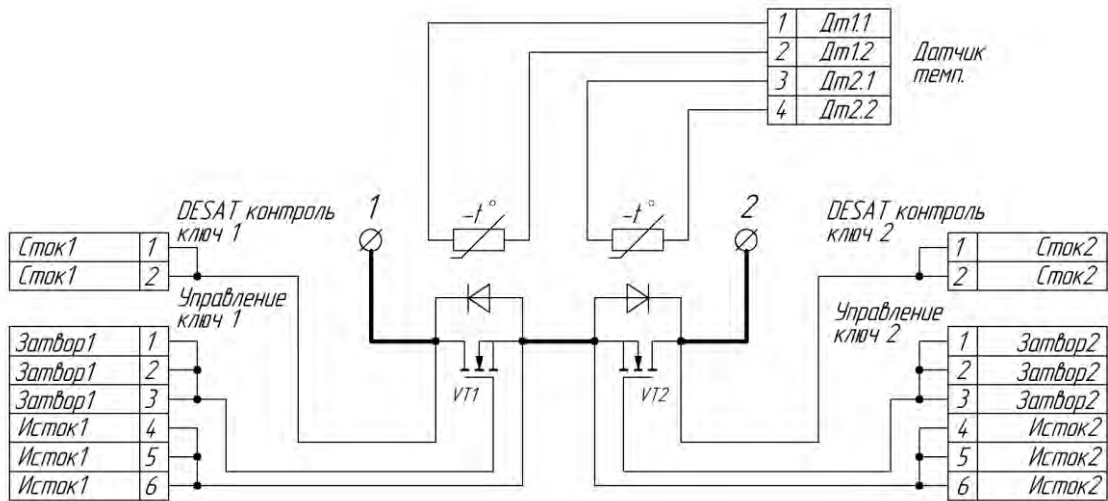 1 Дт1.1
2 Дт1.2
3 Дт2.1
4 Дт2.2
Датчик
темп.
DESAT контроль
ключ 1
1
-t°
-t°
2
DESAT контроль
ключ 2
Сток1 1
Сток1 2
1 Сток2
2 Сток2
Управление
ключ 1
Управление
ключ 2
Затвор1 1
Затвор1 2
Затвор1 3
Исток1 4
Исток1 5
Исток1 6
VT1
VT2
1 Затвор2
2 Затвор2
3 Затвор2
4 Исток2
5 Исток2
6 Исток2